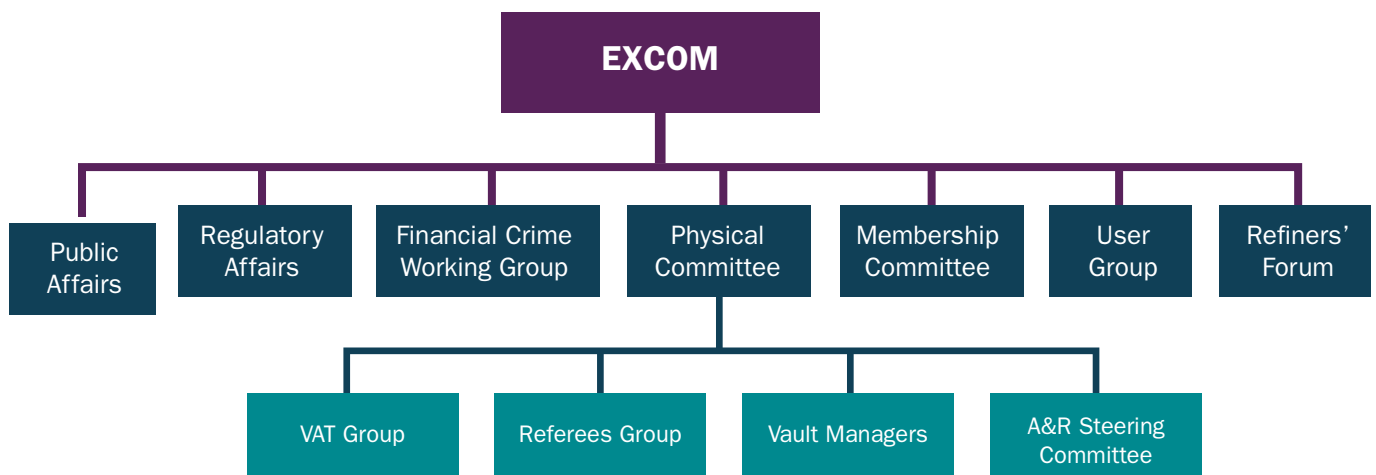 EXCOM
Public
Affairs
Regulatory
Affairs
Financial Crime
Working Group
Physical
Committee
Membership
Committee
User
Group
Refiners’
Forum
VAT Group
Referees Group
Vault Managers
A&R Steering
Committee